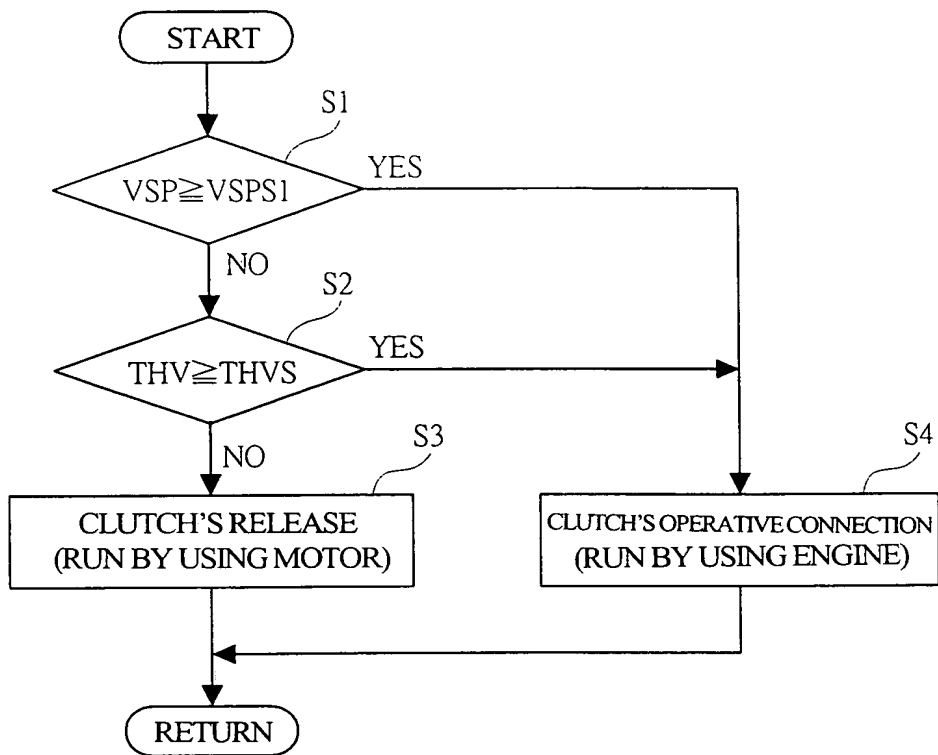 START
S1
VSP≧VSPS1
YES
NO
S2
THV≧THVS
YES
NO
S3
CLUTCH'S RELEASE
(RUN BY USING MOTOR)
S4
CLUTCH'S OPERATIVE CONNECTION
(RUN BY USING ENGINE)
RETURN